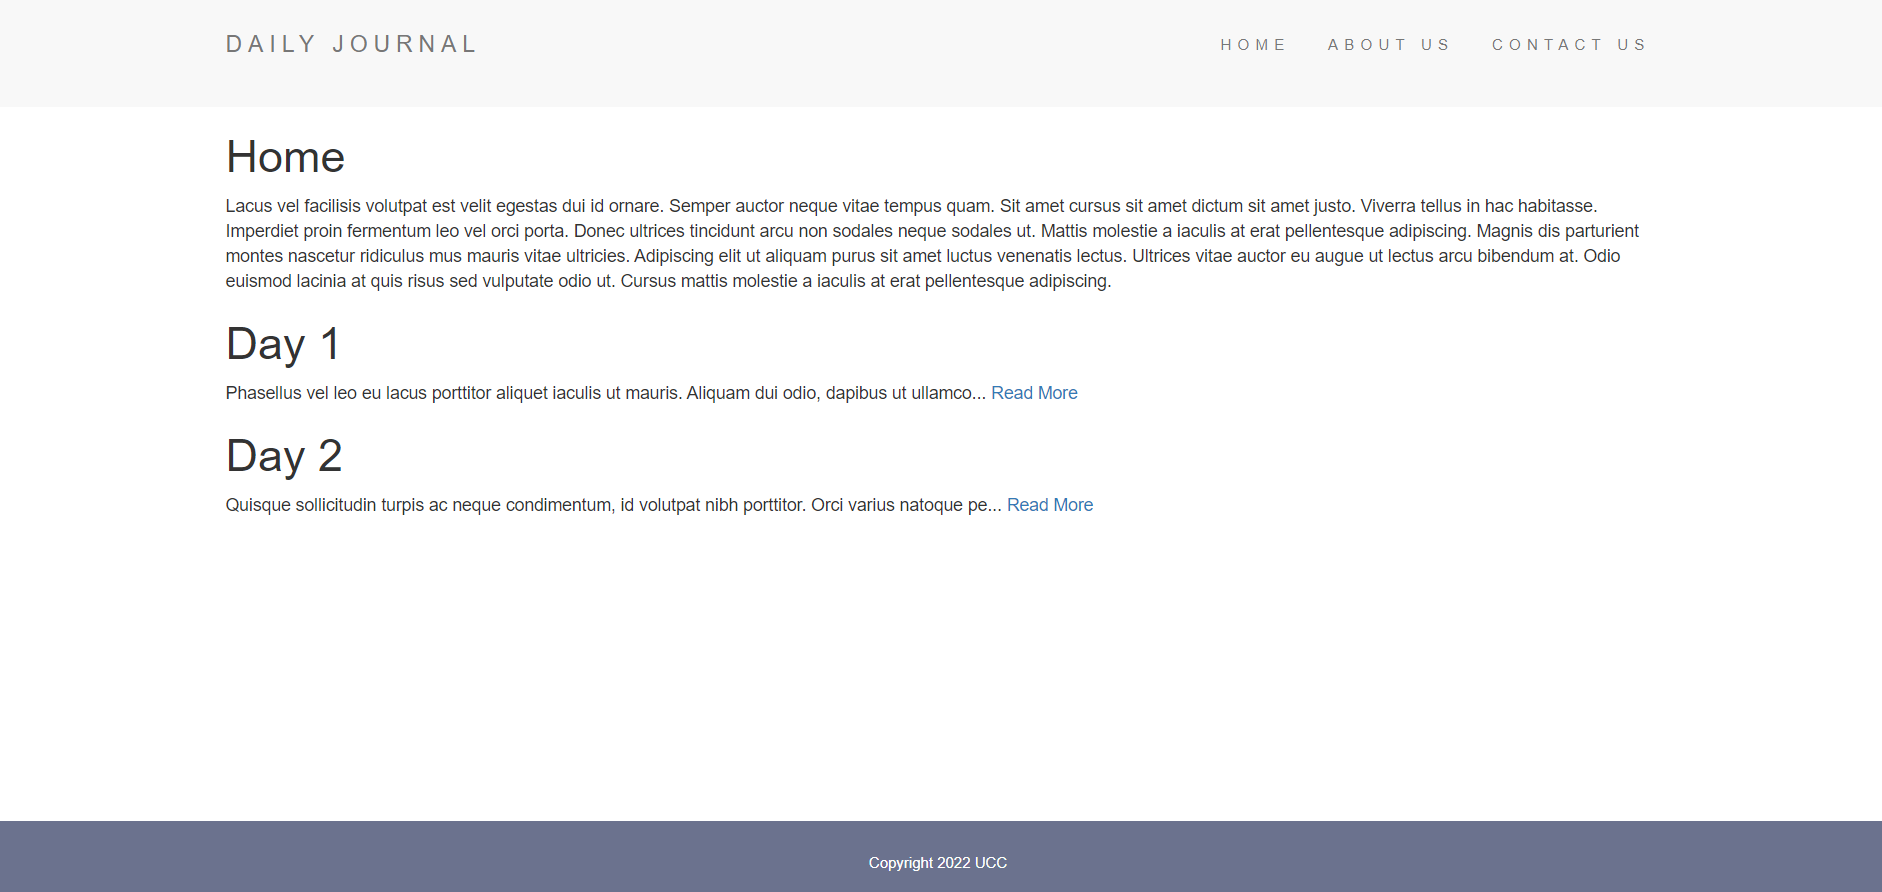 DAILY JOURNAL
HOME ABOUT US CONTACT US
Home
Lacus vel facilisis volutpat est velit egestas dui id ornare. Semper auctor neque vitae tempus quam. Sit amet cursus sit amet dictum sit amet justo. Viverra tellus in hac habitasse.
Imperdiet proin fermentum leo vel orci porta. Donec ultrices tincidunt arcu non sodales neque sodales ut. Mattis molestie a iaculis at erat pellentesque adipiscing. Magnis dis parturient
montes nascetur ridiculus mus mauris vitae ultricies. Adipiscing elit ut aliquam purus sit amet luctus venenatis lectus. Ultrices vitae auctor eu augue ut lectus arcu bibendum at. Odio
euismod lacinia at quis risus sed vulputate odio ut. Cursus mattis molestie a iaculis at erat pellentesque adipiscing.
Day 1
Phasellus vel leo eu lacus porttitor aliquet iaculis ut mauris. Aliquam dui odio, dapibus ut ullamco... Read More
Day 2
Quisque sollicitudin turpis ac neque condimentum, id volutpat nibh porttitor. Orci varius natoque pe... Read More
Copyright 2022 UCC